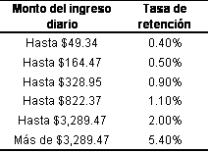 Monto del ingreso diario Tasa de retención
Hasta $49.34 0.40%
Hasta $164.47 0.50%
Hasta $328.95 0.90%
Hasta $822.37 1.10%
Hasta $3,289.47 2.00%
Más de $3,289.47 5.40%